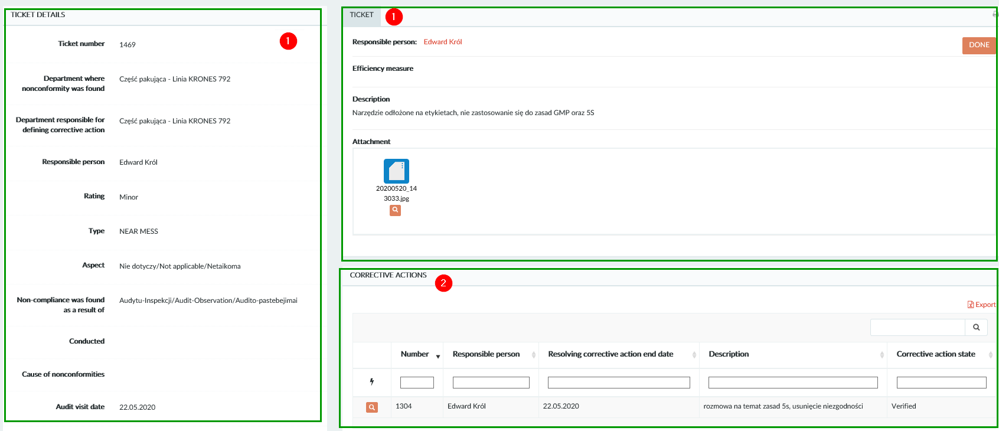 TICKET DETAILS
1
Ticket number 1469
Department where
nonconformity was found
Część pakująca - Linia KRONES 792
Department responsible for
defining corrective action
Część pakująca - Linia KRONES 792
Responsible person Edward Król
Rating Minor
Type NEAR MESS
Aspect Nie dotyczy/Not applicable/Netaikoma
Non-compliance was found
as a result of
Audytu-Inspekcji/Audit-Observation/Audito-pastebejimai
Conducted
Cause of nonconformities
Audit visit date 22.05.2020
TICKET 1
Responsible person: Edward Król
DONE
Efficiency measure
Description
Narzędzie odłożone na etykietach, nie zastosowanie się do zasad GMP oraz 5S
Attachment
20200520_14
3033.jpg
CORRECTIVE ACTIONS
2
Export
Number Responsible person Resolving corrective action end date Description Corrective action state
1304 Edward Król 22.05.2020 rozmowa na temat zasad 5s, usunięcie niezgodności Verified